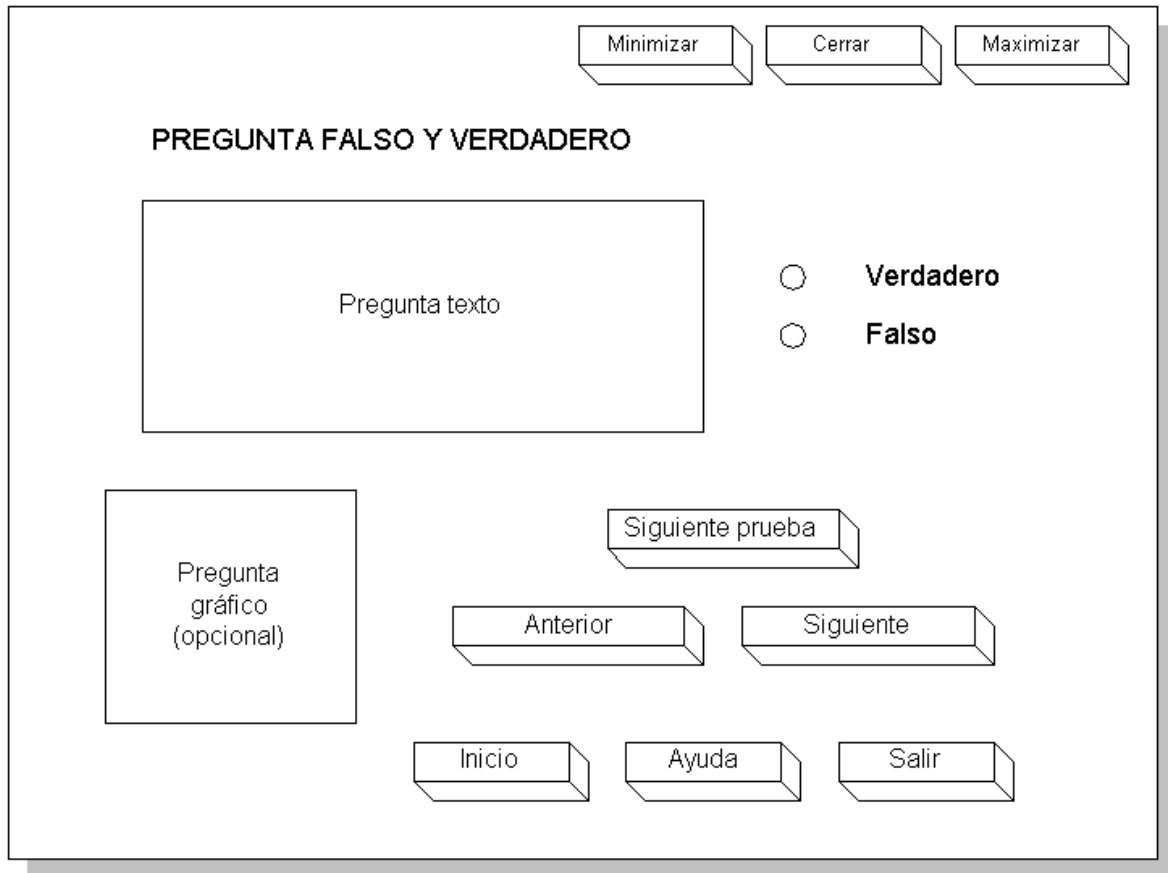 Minimizar
Cerrar
Maximizar
PREGUNTA FALSO Y VERDADERO
Pregunta texto
Verdadero
Falso
Pregunta
gráfico
(opcional)
Siguiente prueba
Anterior
Siguiente
Inicio
Ayuda
Salir